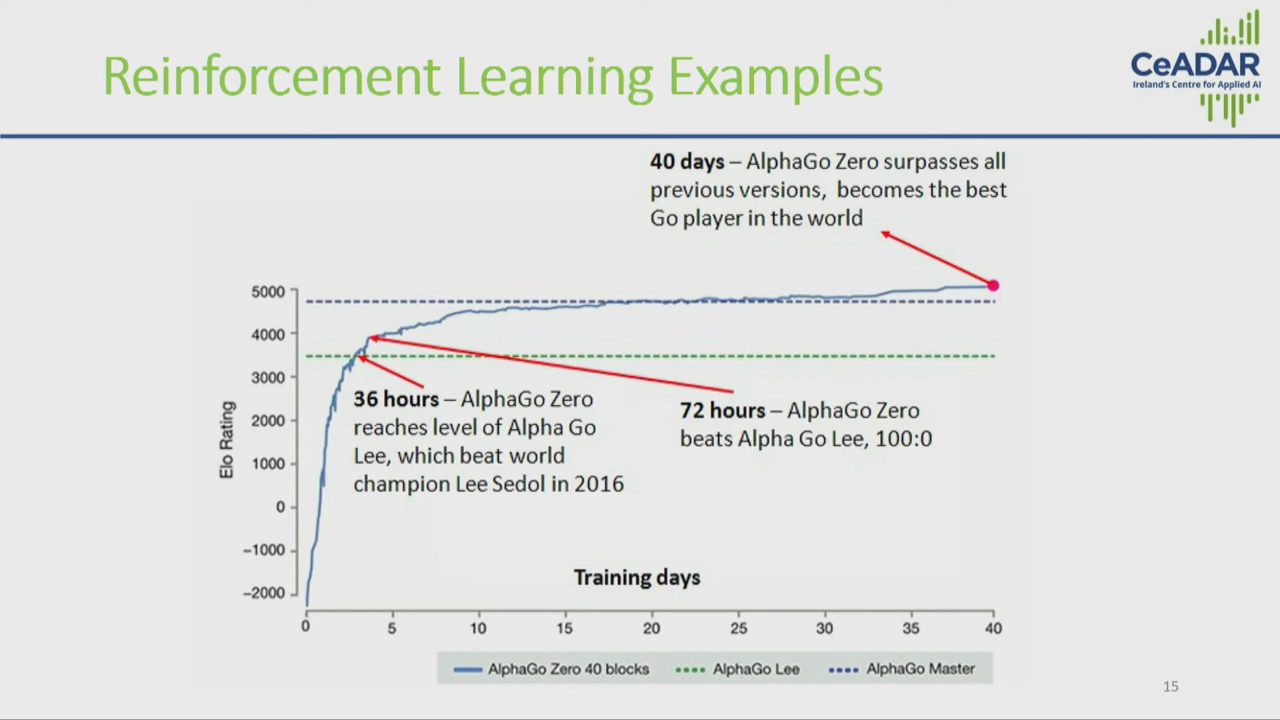 Reinforcement Learning Examples
CeADAR
Ireland's Centre for Applied AI
40 days – AlphaGo Zero surpasses all
previous versions, becomes the best
Go player in the world
5000
4000
3000
2000
1000
0
−1000
−2000
Elo Rating
36 hours – AlphaGo Zero
reaches level of Alpha Go
Lee, which beat world
champion Lee Sedol in 2016
72 hours – AlphaGo Zero
beats Alpha Go Lee, 100:0
Training days
0 5 10 15 20 25 30 35 40
AlphaGo Zero 40 blocks AlphaGo Lee AlphaGo Master
15